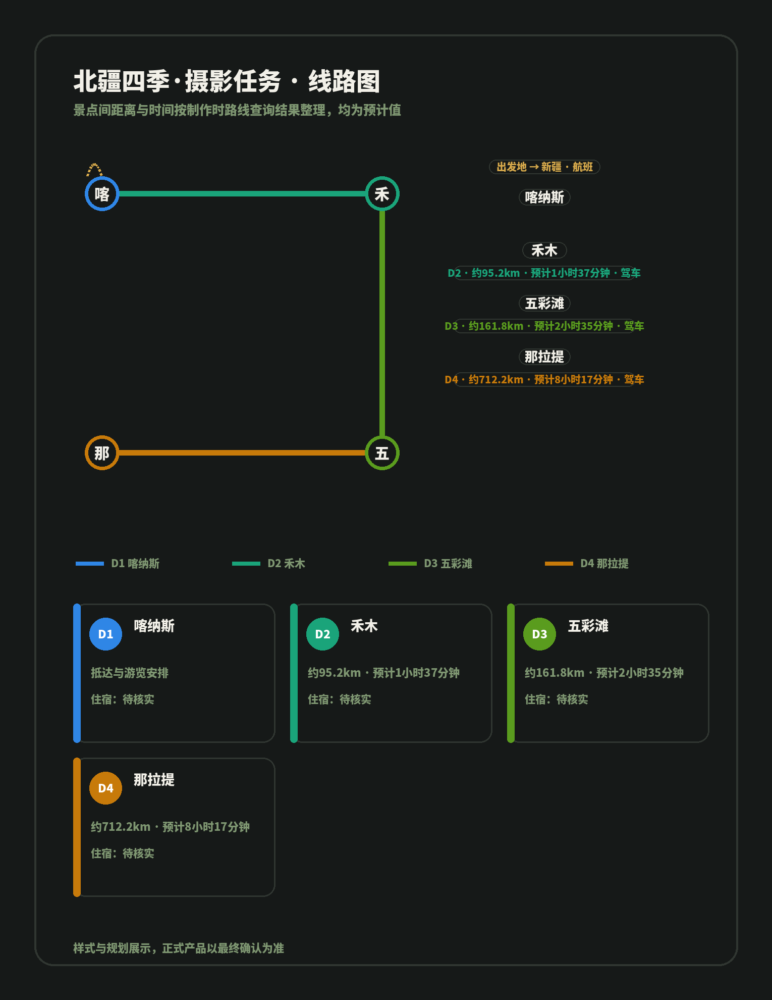 北疆四季·摄影任务 · 线路图
景点间距离与时间按制作时路线查询结果整理，均为预计值
出发地 → 新疆 · 航班
喀
禾
喀纳斯
禾木
D2 · 约95.2km · 预计1小时37分钟 · 驾车
五彩滩
D3 · 约161.8km · 预计2小时35分钟 · 驾车
那拉提
D4 · 约712.2km · 预计8小时17分钟 · 驾车
那
五
D1 喀纳斯
D2 禾木
D3 五彩滩
D4 那拉提
D1
喀纳斯
抵达与游览安排
住宿：待核实
D2
禾木
约95.2km · 预计1小时37分钟
住宿：待核实
D3
五彩滩
约161.8km · 预计2小时35分钟
住宿：待核实
D4
那拉提
约712.2km · 预计8小时17分钟
住宿：待核实
样式与规划展示，正式产品以最终确认为准